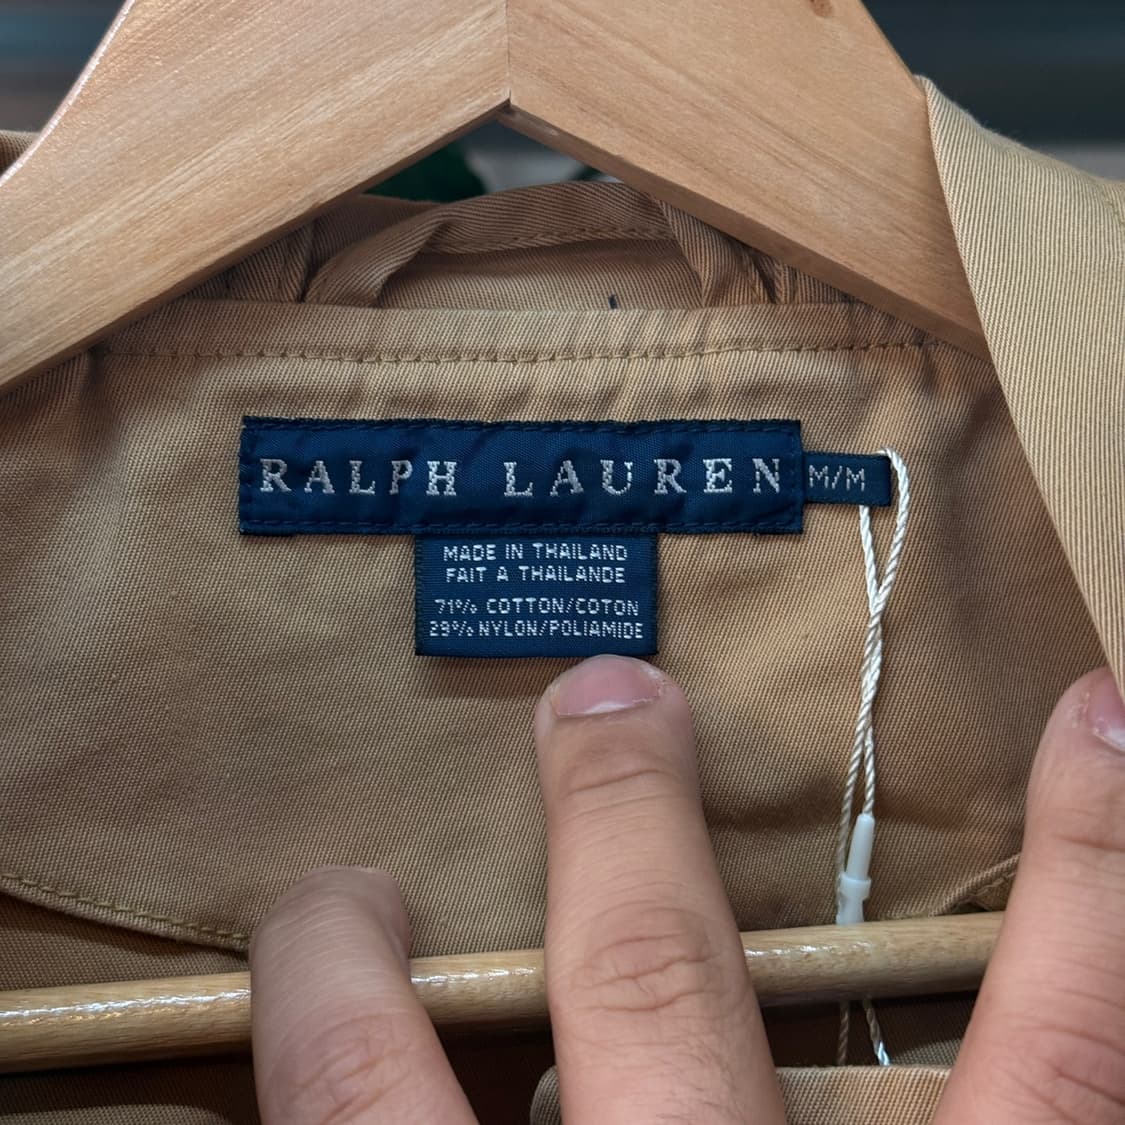 RALPH LAUREN
M/M
MADE IN THAILAND
FAIT A THAILANDE
71% COTTON/COTON
29% NYLON/POLIAMIDE